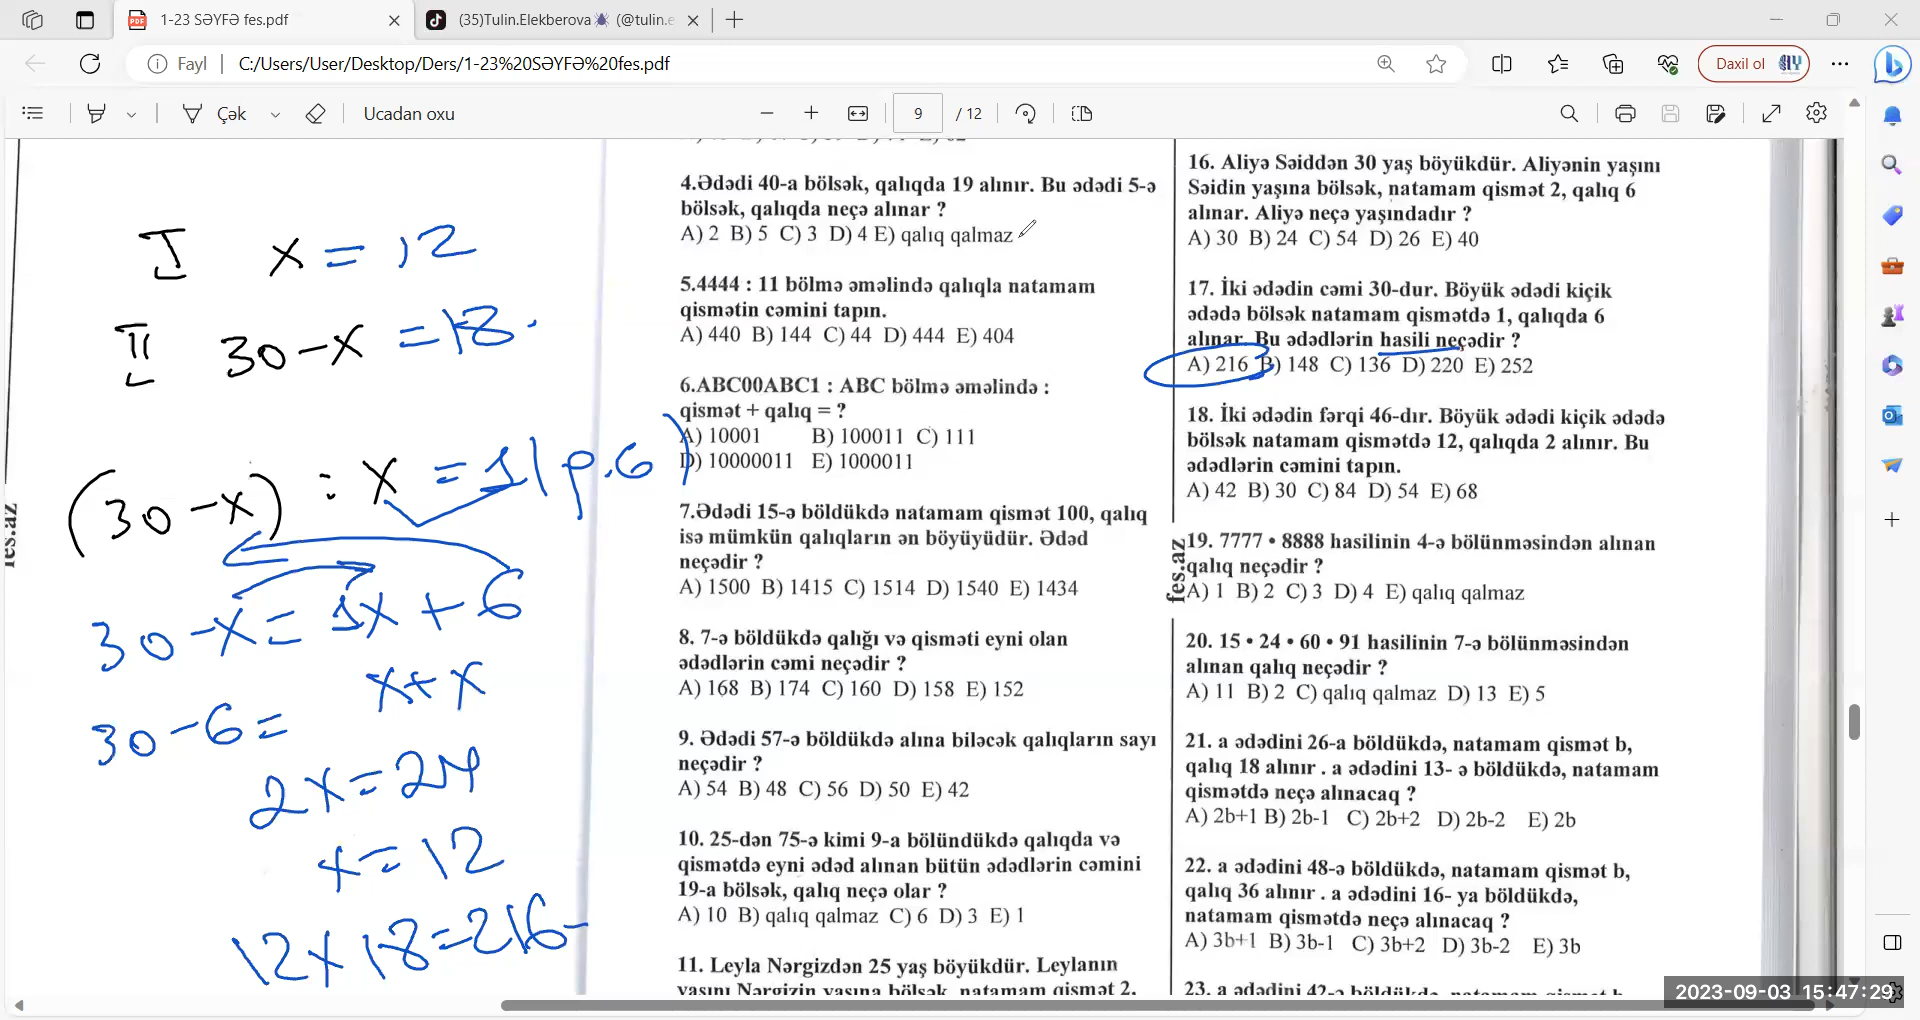 1-23 SƏYFƏ fes.pdf
(35)Tulin.Elekberova🕷 (@tulin.e
Fayl
C:/Users/User/Desktop/Ders/1-23%20SƏYFƏ%20fes.pdf
Daxil ol
Çək
Ucadan oxu
9 / 12
I x = 12
II 30-x = 18.
(30-x) : x = 1(p.6)
30-x = 1x + 6
x+x
30-6=
2x=24
x=12
12x18=216-
fes.az
4.Ədədi 40-a bölsək, qalıqda 19 alınır. Bu ədədi 5-ə
bölsək, qalıqda neçə alınar ?
A) 2 B) 5 C) 3 D) 4 E) qalıq qalmaz
5.4444 : 11 bölmə əməlində qalıqla natamam
qismətin cəmini tapın.
A) 440 B) 144 C) 44 D) 444 E) 404
6.ABC00ABC1 : ABC bölmə əməlində :
qismət + qalıq = ?
A) 10001 B) 100011 C) 111
D) 10000011 E) 1000011
7.Ədədi 15-ə böldükdə natamam qismət 100, qalıq
isə mümkün qalıqların ən böyüyüdür. Ədəd
neçədir ?
A) 1500 B) 1415 C) 1514 D) 1540 E) 1434
8. 7-ə böldükdə qalığı və qisməti eyni olan
ədədlərin cəmi neçədir ?
A) 168 B) 174 C) 160 D) 158 E) 152
9. Ədədi 57-ə böldükdə alına biləcək qalıqların sayı
neçədir ?
A) 54 B) 48 C) 56 D) 50 E) 42
10. 25-dən 75-ə kimi 9-a bölündükdə qalıqda və
qismətdə eyni ədəd alınan bütün ədədlərin cəmini
19-a bölsək, qalıq neçə olar ?
A) 10 B) qalıq qalmaz C) 6 D) 3 E) 1
11. Leyla Nərgizdən 25 yaş böyükdür. Leylanın
yaşını Nərgizin yaşına bölsək, natamam qismət 2,
fes.az
16. Aliyə Səiddən 30 yaş böyükdür. Aliyənin yaşını
Səidin yaşına bölsək, natamam qismət 2, qalıq 6
alınar. Aliyə neçə yaşındadır ?
A) 30 B) 24 C) 54 D) 26 E) 40
17. İki ədədin cəmi 30-dur. Böyük ədədi kiçik
ədədə bölsək natamam qismətdə 1, qalıqda 6
alınar. Bu ədədlərin hasili neçədir ?
A) 216 B) 148 C) 136 D) 220 E) 252
18. İki ədədin fərqi 46-dır. Böyük ədədi kiçik ədədə
bölsək natamam qismətdə 12, qalıqda 2 alınır. Bu
ədədlərin cəmini tapın.
A) 42 B) 30 C) 84 D) 54 E) 68
19. 7777 • 8888 hasilinin 4-ə bölünməsindən alınan
qalıq neçədir ?
A) 1 B) 2 C) 3 D) 4 E) qalıq qalmaz
20. 15 • 24 • 60 • 91 hasilinin 7-ə bölünməsindən
alınan qalıq neçədir ?
A) 11 B) 2 C) qalıq qalmaz D) 13 E) 5
21. a ədədini 26-a böldükdə, natamam qismət b,
qalıq 18 alınır . a ədədini 13- ə böldükdə, natamam
qismətdə neçə alınacaq ?
A) 2b+1 B) 2b-1 C) 2b+2 D) 2b-2 E) 2b
22. a ədədini 48-ə böldükdə, natamam qismət b,
qalıq 36 alınır . a ədədini 16- ya böldükdə,
natamam qismətdə neçə alınacaq ?
A) 3b+1 B) 3b-1 C) 3b+2 D) 3b-2 E) 3b
23. a ədədini 42-ə böldükdə, natamam qismət b,
2023-09-03 15:47:29